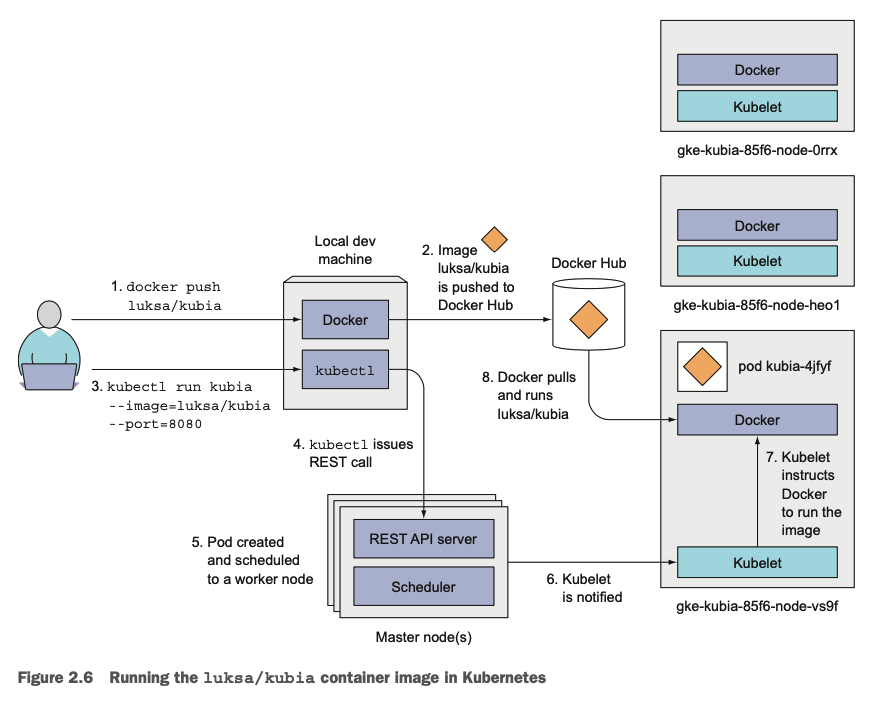 Docker
Kubelet
gke-kubia-85f6-node-0rrx
Docker
Kubelet
gke-kubia-85f6-node-heo1
Local dev
machine
1. docker push
luksa/kubia
Docker
kubectl
2. Image
luksa/kubia
is pushed to
Docker Hub
Docker Hub
3. kubectl run kubia
--image=luksa/kubia
--port=8080
4. kubectl issues
REST call
5. Pod created
and scheduled
to a worker node
REST API server
Scheduler
Master node(s)
6. Kubelet
is notified
pod kubia-4jfyf
Docker
7. Kubelet
instructs
Docker
to run the
image
Kubelet
gke-kubia-85f6-node-vs9f
8. Docker pulls
and runs
luksa/kubia
Figure 2.6 Running the luksa/kubia container image in Kubernetes